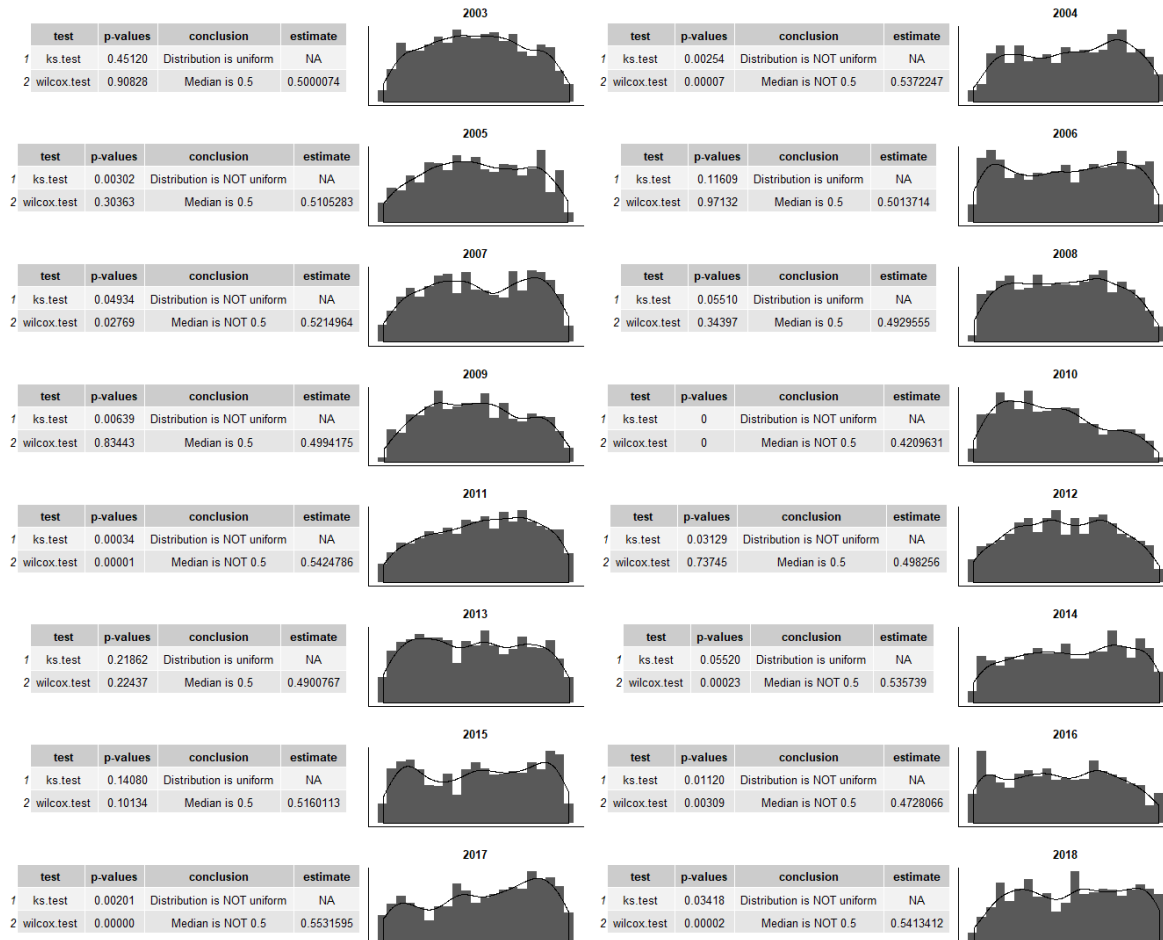 2003
test p-values conclusion estimate
1 ks.test 0.45120 Distribution is uniform NA
2 wilcox.test 0.90828 Median is 0.5 0.5000074
2004
test p-values conclusion estimate
1 ks.test 0.00254 Distribution is NOT uniform NA
2 wilcox.test 0.00007 Median is NOT 0.5 0.5372247
2005
test p-values conclusion estimate
1 ks.test 0.00302 Distribution is NOT uniform NA
2 wilcox.test 0.30363 Median is 0.5 0.5105283
2006
test p-values conclusion estimate
1 ks.test 0.11609 Distribution is uniform NA
2 wilcox.test 0.97132 Median is 0.5 0.5013714
2007
test p-values conclusion estimate
1 ks.test 0.04934 Distribution is NOT uniform NA
2 wilcox.test 0.02769 Median is NOT 0.5 0.5214964
2008
test p-values conclusion estimate
1 ks.test 0.05510 Distribution is uniform NA
2 wilcox.test 0.34397 Median is 0.5 0.4929555
2009
test p-values conclusion estimate
1 ks.test 0.00639 Distribution is NOT uniform NA
2 wilcox.test 0.83443 Median is 0.5 0.4994175
2010
test p-values conclusion estimate
1 ks.test 0 Distribution is NOT uniform NA
2 wilcox.test 0 Median is NOT 0.5 0.4209631
2011
test p-values conclusion estimate
1 ks.test 0.00034 Distribution is NOT uniform NA
2 wilcox.test 0.00001 Median is NOT 0.5 0.5424786
2012
test p-values conclusion estimate
1 ks.test 0.03129 Distribution is NOT uniform NA
2 wilcox.test 0.73745 Median is 0.5 0.498256
2013
test p-values conclusion estimate
1 ks.test 0.21862 Distribution is uniform NA
2 wilcox.test 0.22437 Median is 0.5 0.4900767
2014
test p-values conclusion estimate
1 ks.test 0.05520 Distribution is uniform NA
2 wilcox.test 0.00023 Median is NOT 0.5 0.535739
2015
test p-values conclusion estimate
1 ks.test 0.14080 Distribution is uniform NA
2 wilcox.test 0.10134 Median is 0.5 0.5160113
2016
test p-values conclusion estimate
1 ks.test 0.01120 Distribution is NOT uniform NA
2 wilcox.test 0.00309 Median is NOT 0.5 0.4728066
2017
test p-values conclusion estimate
1 ks.test 0.00201 Distribution is NOT uniform NA
2 wilcox.test 0.00000 Median is NOT 0.5 0.5531595
2018
test p-values conclusion estimate
1 ks.test 0.03418 Distribution is NOT uniform NA
2 wilcox.test 0.00002 Median is NOT 0.5 0.5413412